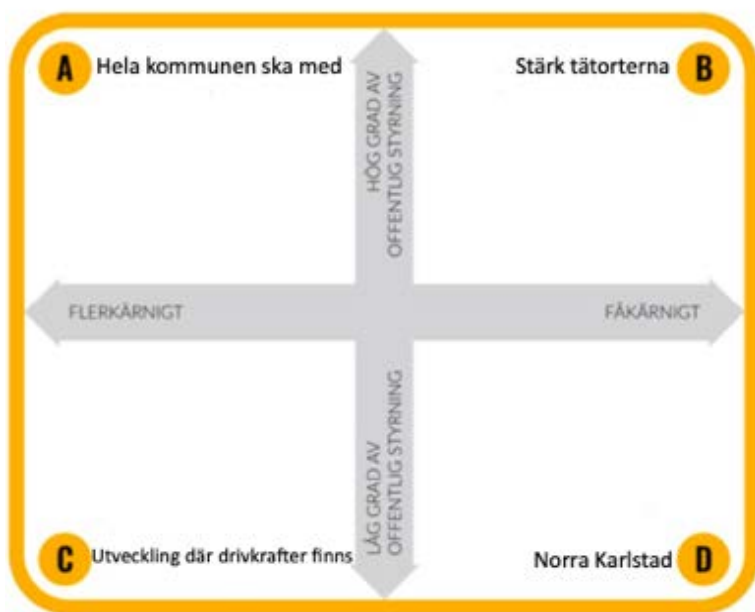 A Hela kommunen ska med
Stärk tätorterna B
HÖG GRAD AV
OFFENTLIG STYRNING
FLERKÄRNIGT
FÅKÄRNIGT
LÅG GRAD AV
OFFENTLIG STYRNING
C Utveckling där drivkrafter finns
Norra Karlstad D